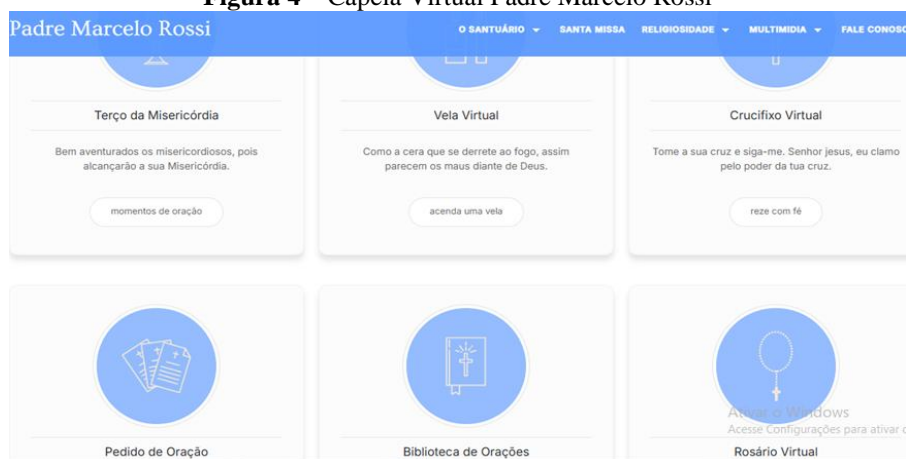 Figura 4 – Capela Virtual Padre Marcelo Rossi
Padre Marcelo Rossi
O SANTUÁRIO SANTA MISSA RELIGIOSIDADE MULTIMIDIA FALE CONOSC
Terço da Misericórdia
Bem aventurados os misericordiosos, pois
alcançarão a sua Misericórdia.
momentos de oração
Vela Virtual
Como a cera que se derrete ao fogo, assim
parecem os maus diante de Deus.
acenda uma vela
Crucifixo Virtual
Tome a sua cruz e siga-me. Senhor jesus, eu clamo
pelo poder da tua cruz.
reze com fé
Pedido de Oração
Biblioteca de Orações
Rosário Virtual
Ativar o Windows
Acesse Configurações para ativar